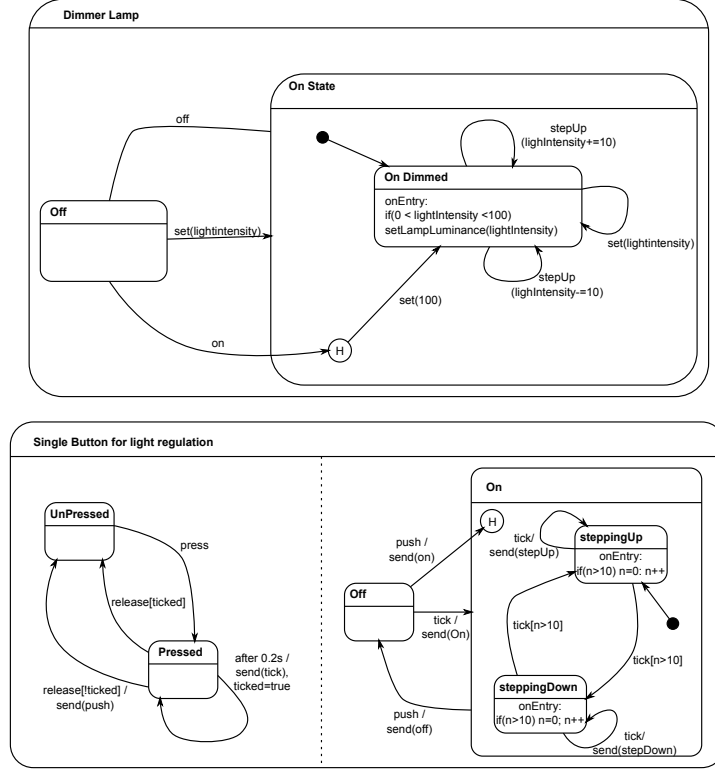 Dimmer Lamp
On State
off
stepUp
(lighIntensity+=10)
On Dimmed
onEntry:
if(0 < lightIntensity <100)
setLampLuminance(lightIntensity)
Off
set(lightintensity)
set(lightintensity)
stepUp
(lighIntensity-=10)
set(100)
on
H
Single Button for light regulation
On
UnPressed
H
steppingUp
onEntry:
if(n>10) n=0: n++
tick/
send(stepUp)
press
push /
send(on)
Off
release[ticked]
tick /
send(On)
tick[n>10]
tick[n>10]
Pressed
after 0.2s /
send(tick),
ticked=true
release[!ticked] /
send(push)
steppingDown
onEntry:
if(n>10) n=0; n++
push /
send(off)
tick/
send(stepDown)